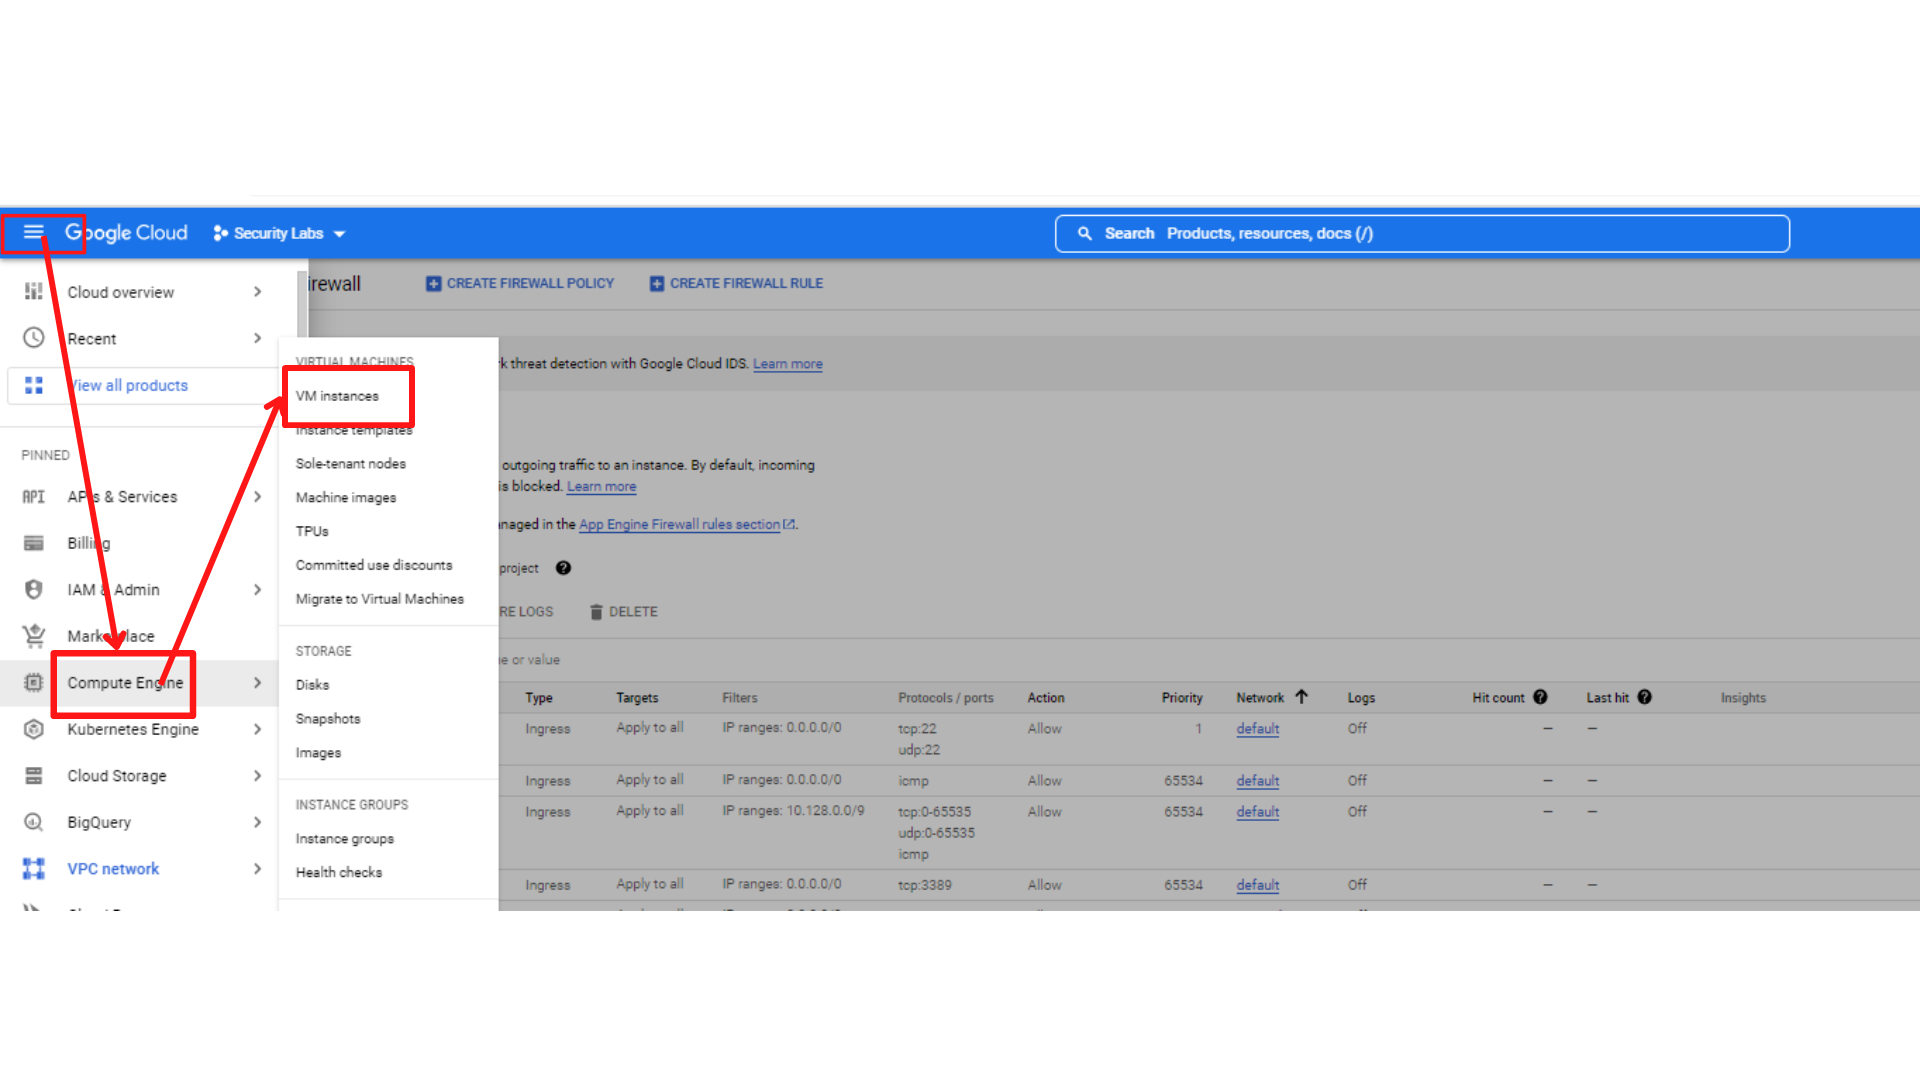 Google Cloud
Security Labs
Search Products, resources, docs (/)
Cloud overview
Recent
View all products
PINNED
APIs & Services
Billing
IAM & Admin
Marketplace
Compute Engine
Kubernetes Engine
Cloud Storage
BigQuery
VPC network
VIRTUAL MACHINES
VM instances
Instance templates
Sole-tenant nodes
Machine images
TPUs
Committed use discounts
Migrate to Virtual Machines
STORAGE
Disks
Snapshots
Images
INSTANCE GROUPS
Instance groups
Health checks
irewall
CREATE FIREWALL POLICY
CREATE FIREWALL RULE
k threat detection with Google Cloud IDS. Learn more
outgoing traffic to an instance. By default, incoming
is blocked. Learn more
anaged in the App Engine Firewall rules section.
project
RE LOGS
DELETE
e or value
Type Targets Filters Protocols / ports Action Priority Network Logs Hit count Last hit Insights
Ingress Apply to all IP ranges: 0.0.0.0/0 tcp:22 Allow 1 default Off — —
udp:22
Ingress Apply to all IP ranges: 0.0.0.0/0 icmp Allow 65534 default Off — —
Ingress Apply to all IP ranges: 10.128.0.0/9 tcp:0-65535 Allow 65534 default Off — —
udp:0-65535
icmp
Ingress Apply to all IP ranges: 0.0.0.0/0 tcp:3389 Allow 65534 default Off — —